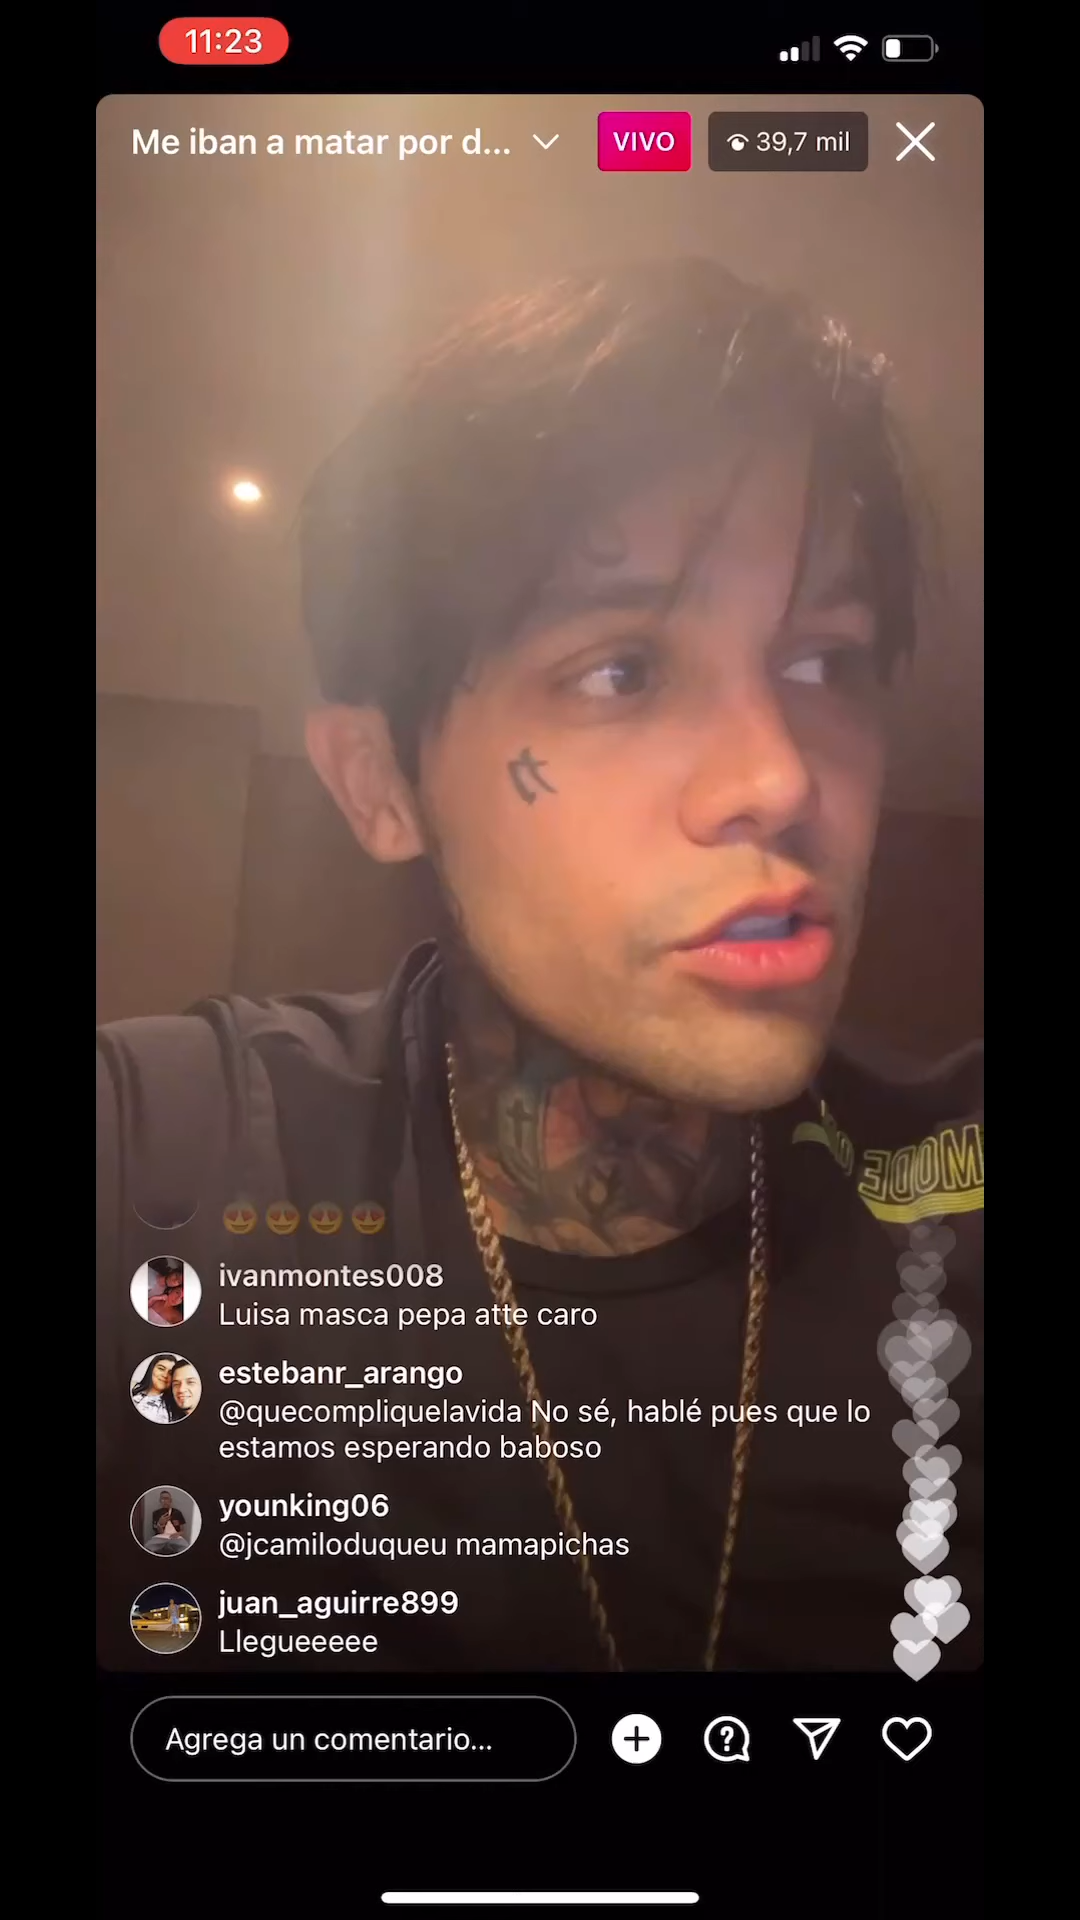 11:23
Me iban a matar por d...
VIVO
39,7 mil
MODE
ivanmontes008
Luisa masca pepa atte caro
estebanr_arango
@quecompliquelavida No sé, hablé pues que lo
estamos esperando baboso
younking06
@jcamiloduqueu mamapichas
juan_aguirre899
Llegueeeee
Agrega un comentario...